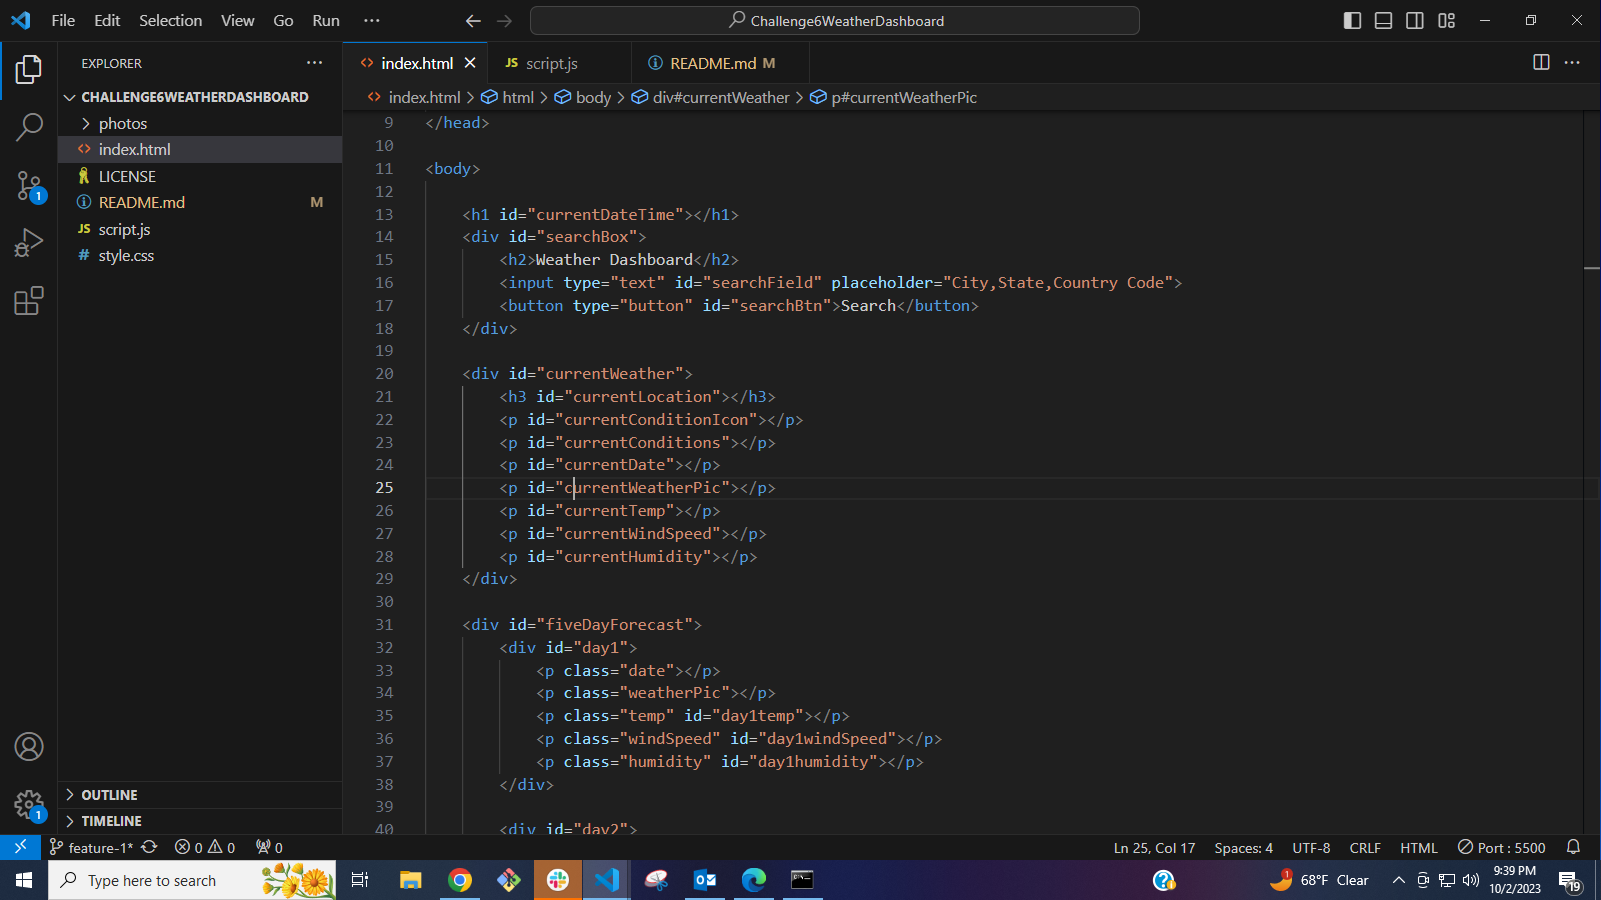 File Edit Selection View Go Run ··· Challenge6WeatherDashboard
EXPLORER
CHALLENGE6WEATHERDASHBOARD
photos
index.html
LICENSE
README.md M
script.js
style.css
OUTLINE
TIMELINE
1
1
index.html JS script.js README.md M
index.html > html > body > div#currentWeather > p#currentWeatherPic
9 </head>
10
11 <body>
12
13 <h1 id="currentDateTime"></h1>
14 <div id="searchBox">
15 <h2>Weather Dashboard</h2>
16 <input type="text" id="searchField" placeholder="City,State,Country Code">
17 <button type="button" id="searchBtn">Search</button>
18 </div>
19
20 <div id="currentWeather">
21 <h3 id="currentLocation"></h3>
22 <p id="currentConditionIcon"></p>
23 <p id="currentConditions"></p>
24 <p id="currentDate"></p>
25 <p id="currentWeatherPic"></p>
26 <p id="currentTemp"></p>
27 <p id="currentWindSpeed"></p>
28 <p id="currentHumidity"></p>
29 </div>
30
31 <div id="fiveDayForecast">
32 <div id="day1">
33 <p class="date"></p>
34 <p class="weatherPic"></p>
35 <p class="temp" id="day1temp"></p>
36 <p class="windSpeed" id="day1windSpeed"></p>
37 <p class="humidity" id="day1humidity"></p>
38 </div>
39
40 <div id="day2">
feature-1* 0 0 0 Ln 25, Col 17 Spaces: 4 UTF-8 CRLF HTML Port : 5500
Type here to search 1 68°F Clear 9:39 PM
10/2/2023 19